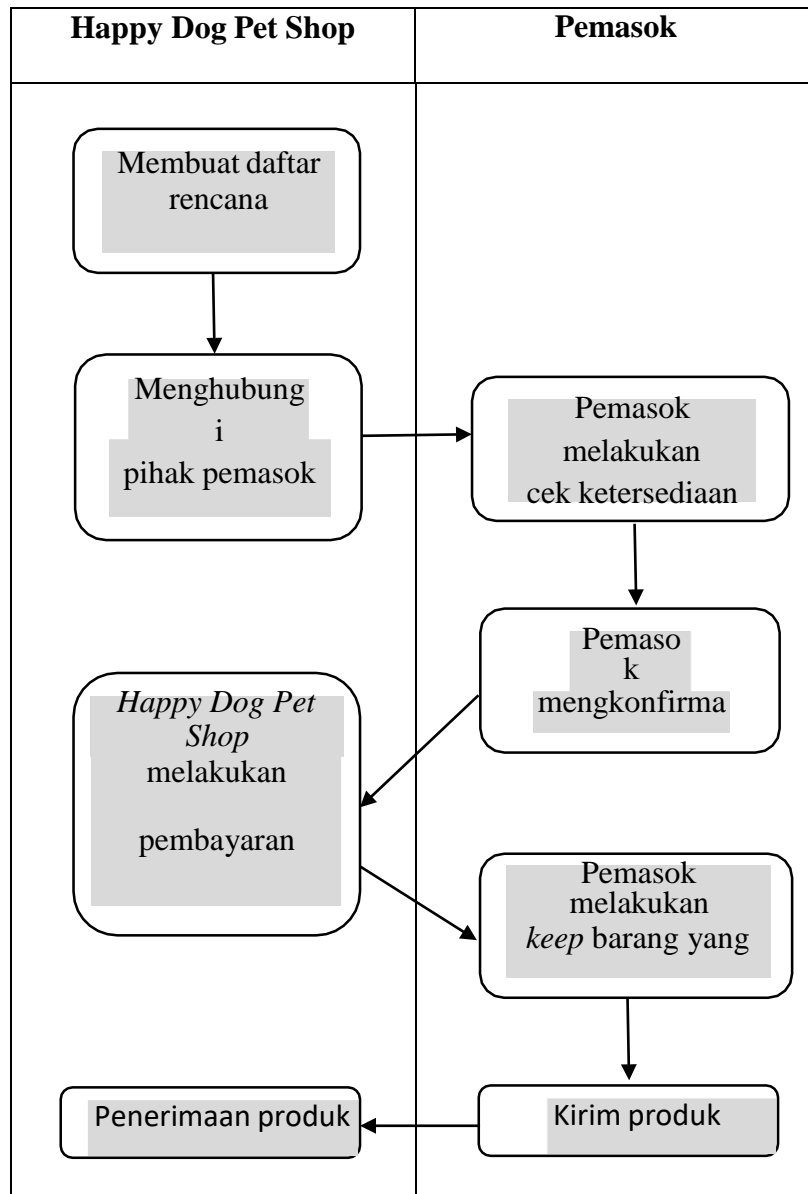 Happy Dog Pet Shop
Pemasok
Membuat daftar
rencana
Menghubung
i
pihak pemasok
Pemasok
melakukan
cek ketersediaan
Pemaso
k
mengkonfirma
Happy Dog Pet
Shop
melakukan
pembayaran
Pemasok
melakukan
keep barang yang
Kirim produk
Penerimaan produk